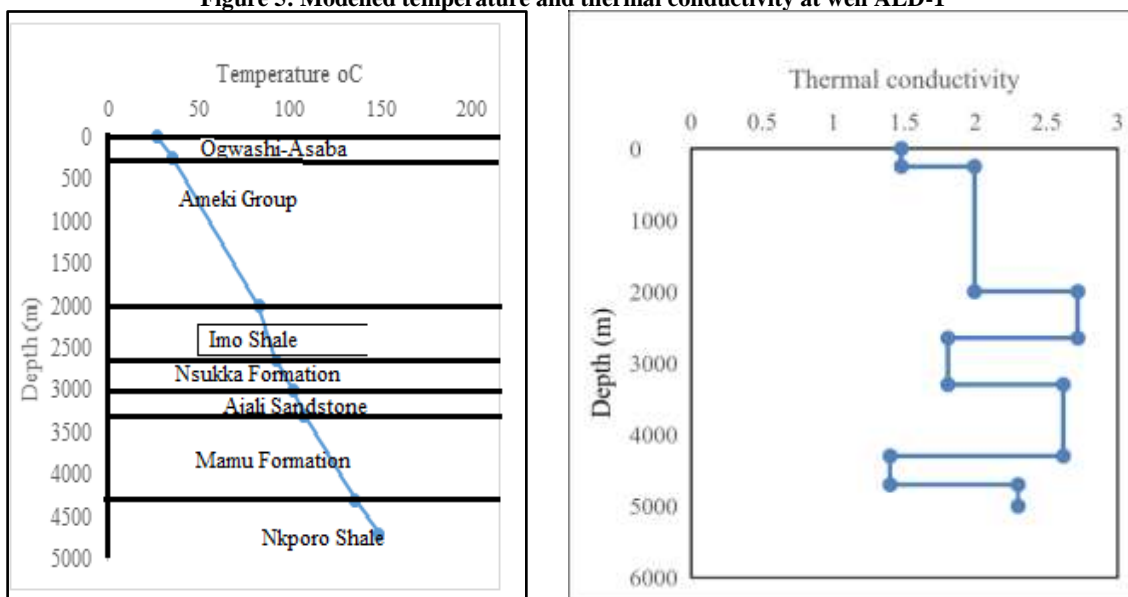 Figure 5: Modelled temperature and thermal conductivity at well ALD-1
Temperature oC
0 50 100 150 200
0
500
1000
1500
2000
2500
3000
3500
4000
4500
5000
Depth (m)
Ogwashi-Asaba
Ameki Group
Imo Shale
Nsukka Formation
Ajali Sandstone
Mamu Formation
Nkporo Shale
Thermal conductivity
0 0.5 1 1.5 2 2.5 3
0
1000
2000
3000
4000
5000
6000
Depth (m)